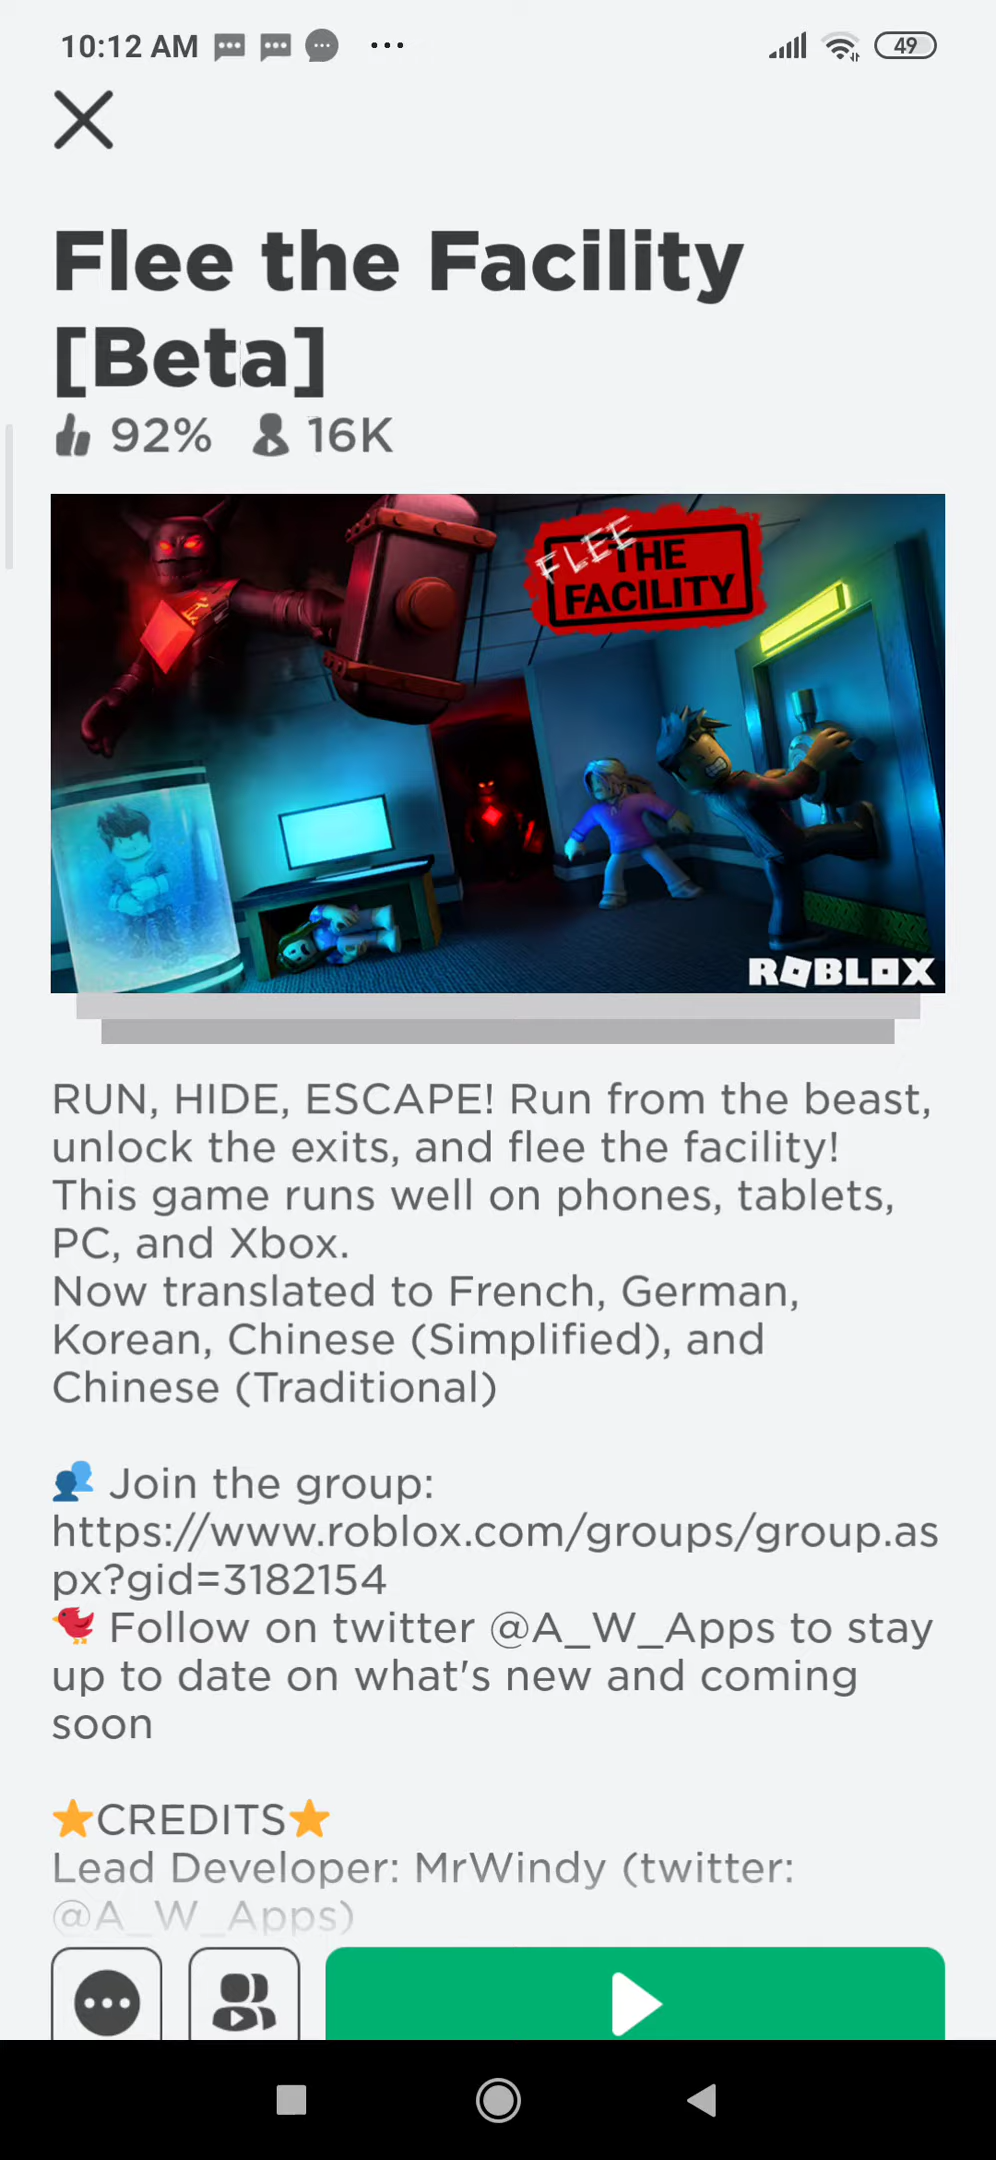 10:12 AM
49
Flee the Facility
[Beta]
92% 16K
FLEE
THE
FACILITY
ROBLOX
RUN, HIDE, ESCAPE! Run from the beast,
unlock the exits, and flee the facility!
This game runs well on phones, tablets,
PC, and Xbox.
Now translated to French, German,
Korean, Chinese (Simplified), and
Chinese (Traditional)
👥 Join the group:
https://www.roblox.com/groups/group.as
px?gid=3182154
🐦 Follow on twitter @A_W_Apps to stay
up to date on what's new and coming
soon
⭐CREDITS⭐
Lead Developer: MrWindy (twitter:
@A_W_Apps)